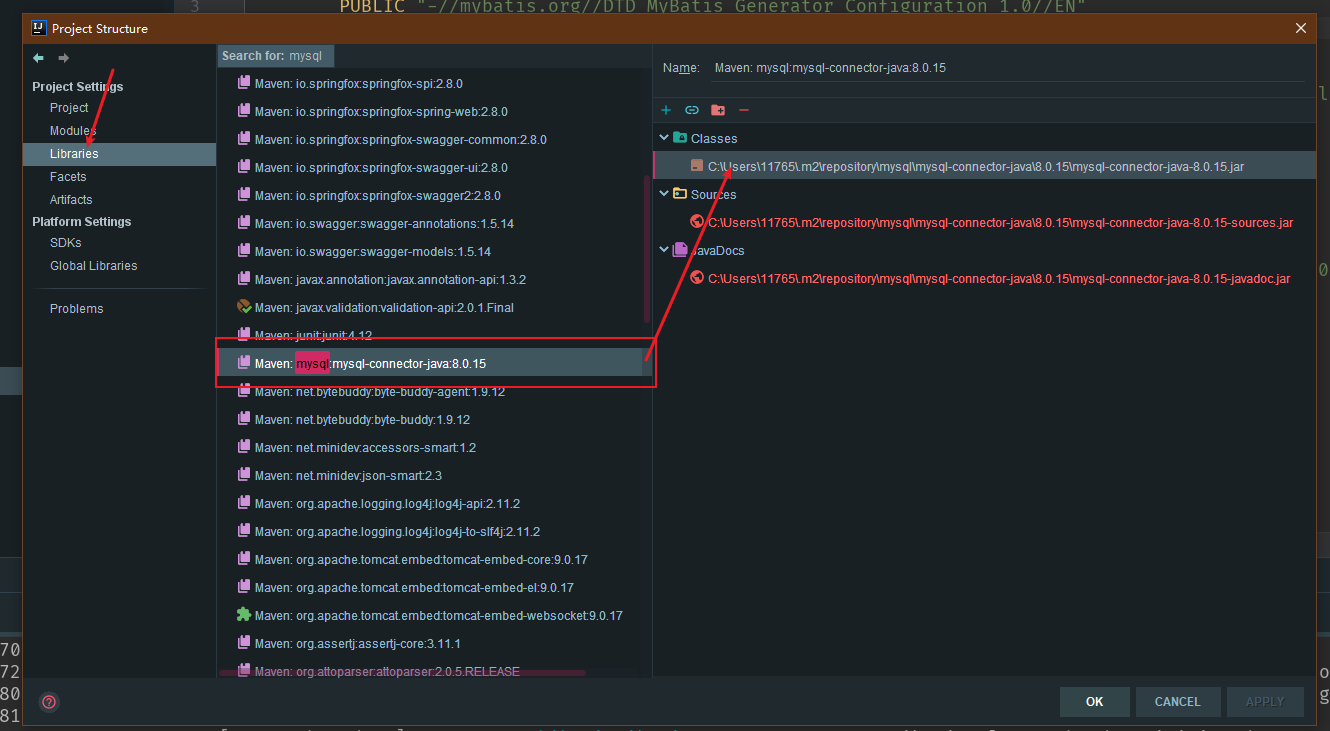 3 PUBLIC "-//mybatis.org//DTD MyBatis Generator Configuration 1.0//EN"
Project Structure
Project Settings
Project
Modules
Libraries
Facets
Artifacts
Platform Settings
SDKs
Global Libraries
Problems
Search for: mysql
Maven: io.springfox:springfox-spi:2.8.0
Maven: io.springfox:springfox-spring-web:2.8.0
Maven: io.springfox:springfox-swagger-common:2.8.0
Maven: io.springfox:springfox-swagger-ui:2.8.0
Maven: io.springfox:springfox-swagger2:2.8.0
Maven: io.swagger:swagger-annotations:1.5.14
Maven: io.swagger:swagger-models:1.5.14
Maven: javax.annotation:javax.annotation-api:1.3.2
Maven: javax.validation:validation-api:2.0.1.Final
Maven: junit:junit:4.12
Maven: mysql:mysql-connector-java:8.0.15
Maven: net.bytebuddy:byte-buddy-agent:1.9.12
Maven: net.bytebuddy:byte-buddy:1.9.12
Maven: net.minidev:accessors-smart:1.2
Maven: net.minidev:json-smart:2.3
Maven: org.apache.logging.log4j:log4j-api:2.11.2
Maven: org.apache.logging.log4j:log4j-to-slf4j:2.11.2
Maven: org.apache.tomcat.embed:tomcat-embed-core:9.0.17
Maven: org.apache.tomcat.embed:tomcat-embed-el:9.0.17
Maven: org.apache.tomcat.embed:tomcat-embed-websocket:9.0.17
Maven: org.assertj:assertj-core:3.11.1
Maven: org.attoparser:attoparser:2.0.5.RELEASE
Name: Maven: mysql:mysql-connector-java:8.0.15
Classes
C:\Users\11765\.m2\repository\mysql\mysql-connector-java\8.0.15\mysql-connector-java-8.0.15.jar
Sources
C:\Users\11765\.m2\repository\mysql\mysql-connector-java\8.0.15\mysql-connector-java-8.0.15-sources.jar
JavaDocs
C:\Users\11765\.m2\repository\mysql\mysql-connector-java\8.0.15\mysql-connector-java-8.0.15-javadoc.jar
OK
CANCEL
APPLY
70
72
80
81